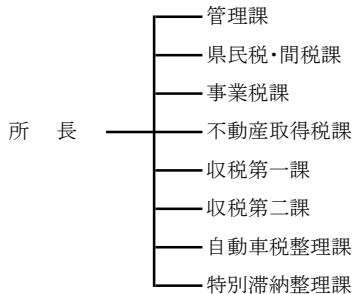 管理課
県民税・間税課
事業税課
所長
不動産取得税課
収税第一課
収税第二課
自動車税整理課
特別滞納整理課